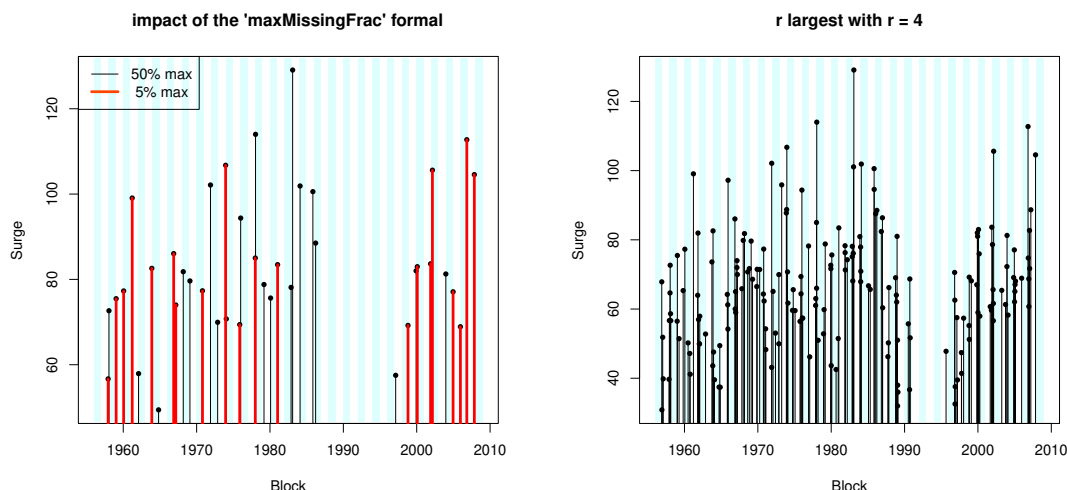 impact of the 'maxMissingFrac' formal
50% max
5% max
Surge
120
100
80
60
1960 1970 1980 1990 2000 2010
Block
r largest with r = 4
Surge
120
100
80
60
40
1960 1970 1980 1990 2000 2010
Block